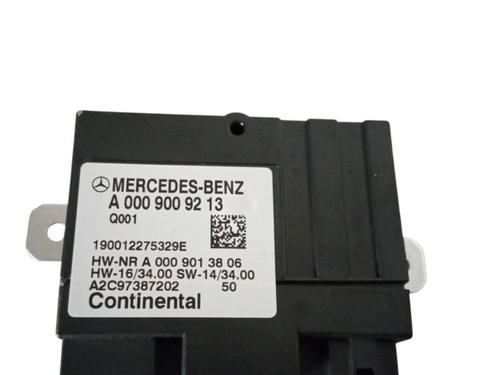 MERCEDES-BENZ
A 000 900 92 13
Q001
190012275329E
HW-NR A 000 901 38 06
HW-16/34.00 SW-14/34.00
A2C97387202 50
Continental